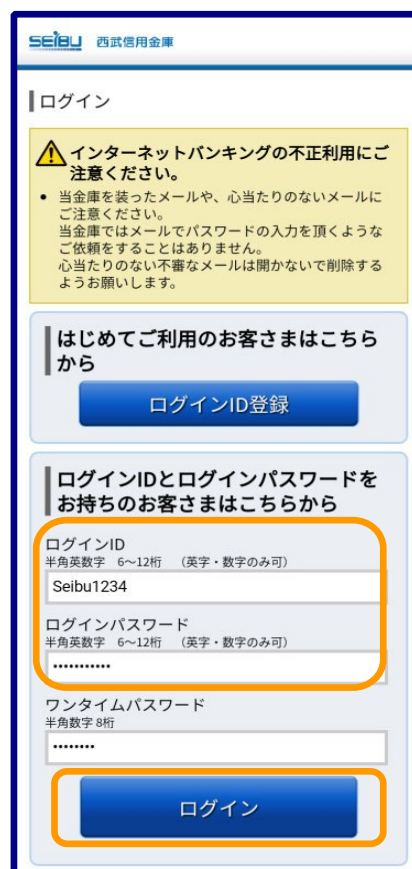 SEIBU 西武信用金庫
ログイン
インターネットバンキングの不正利用にご
注意ください。
• 当金庫を装ったメールや、心当たりのないメールに
ご注意ください。
当金庫ではメールでパスワードの入力を頂くような
ご依頼をすることはありません。
心当たりのない不審なメールは開かないで削除する
ようお願いします。
はじめてご利用のお客さまはこちら
から
ログインID登録
ログインIDとログインパスワードを
お持ちのお客さまはこちらから
ログインID
半角英数字 6～12桁 （英字・数字のみ可）
Seibu1234
ログインパスワード
半角英数字 6～12桁 （英字・数字のみ可）
•••••••••••
ワンタイムパスワード
半角数字 8桁
••••••••
ログイン